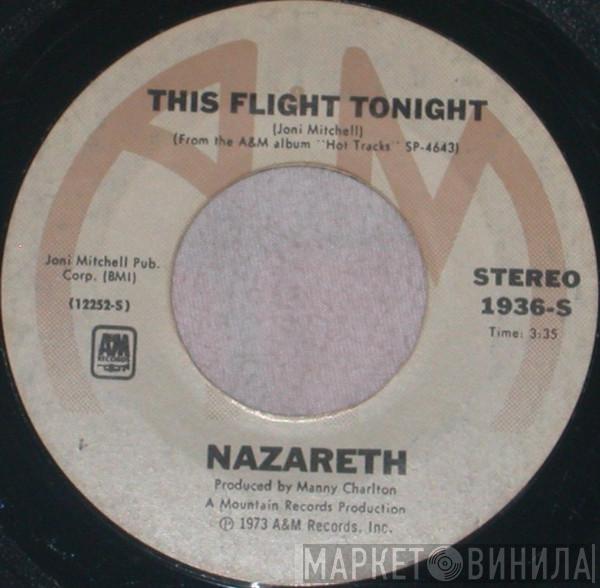 THIS FLIGHT TONIGHT
(Joni Mitchell)
(From the A&M album "Hot Tracks" SP-4643)
Joni Mitchell Pub.
Corp. (BMI)
(12252-S)
A&M
RECORDS
STEREO
1936-S
Time: 3:35
NAZARETH
Produced by Manny Charlton
A Mountain Records Production
℗ 1973 A&M Records, Inc.
МАРКЕТ ВИНИЛА